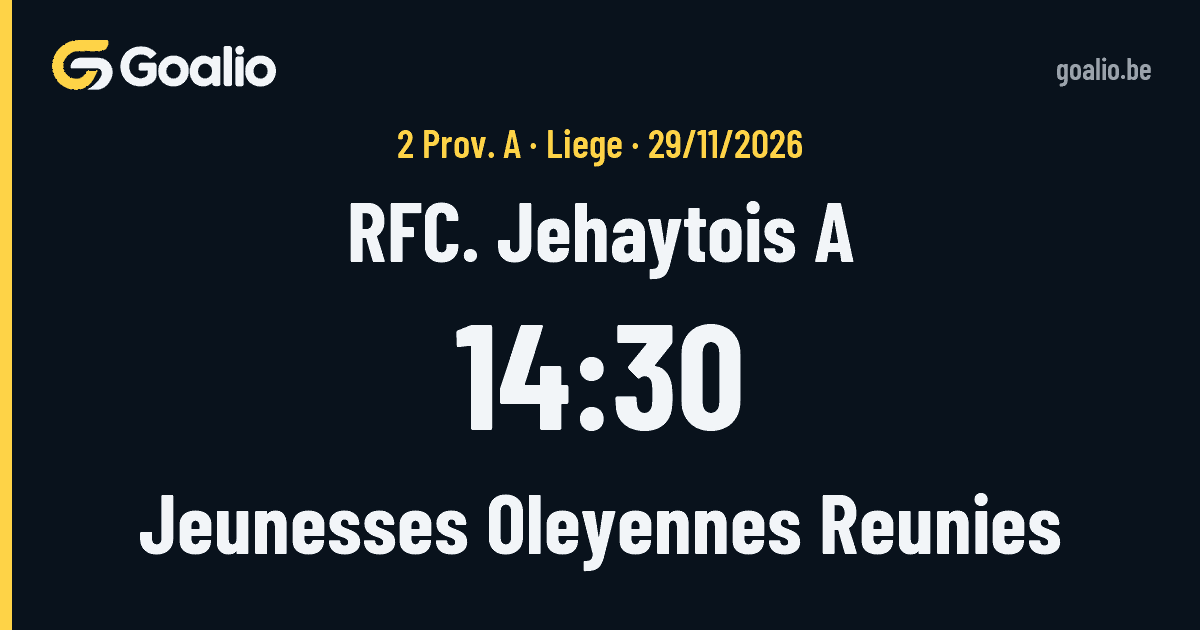 Goalio
goalio.be
2 Prov. A · Liege · 29/11/2026
RFC. Jehaytois A
14:30
Jeunesses Oleyennes Reunies